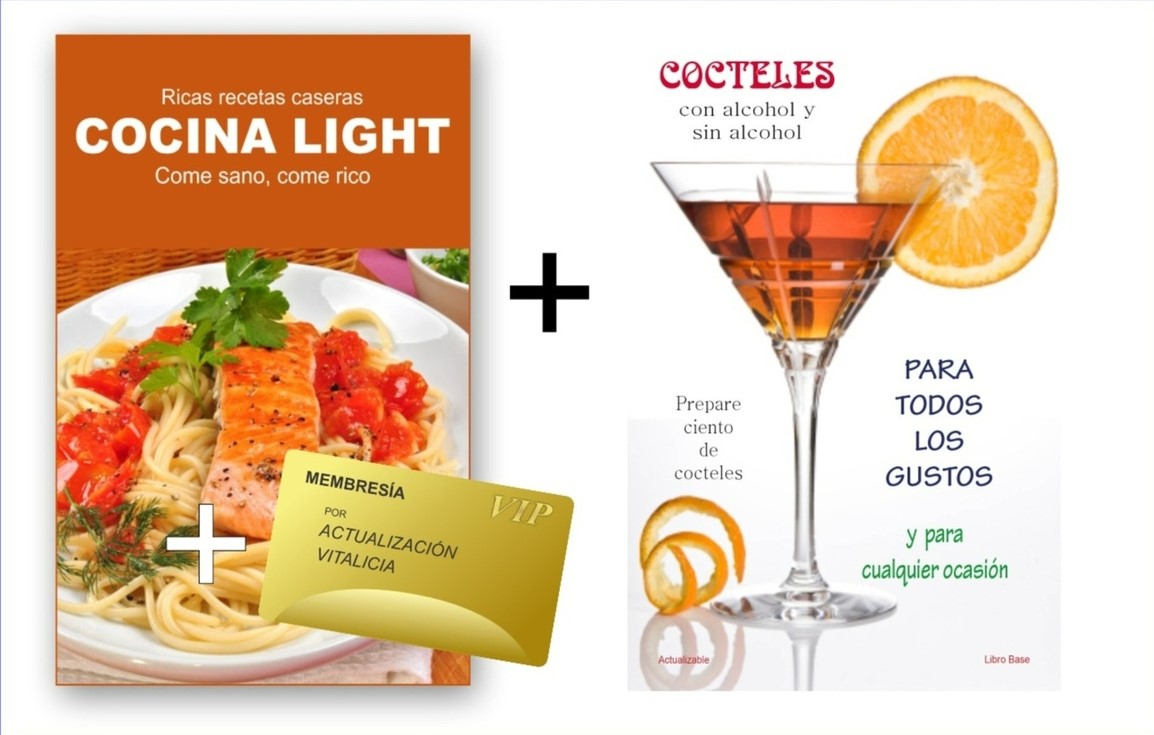 Ricas recetas caseras
COCINA LIGHT
Come sano, come rico
+
MEMBRESÍA
VIP
POR
ACTUALIZACIÓN
VITALICIA
+
COCTELES
con alcohol y
sin alcohol
Prepare
ciento
de
cocteles
PARA
TODOS
LOS
GUSTOS
y para
cualquier ocasión
Actualizable
Libro Base